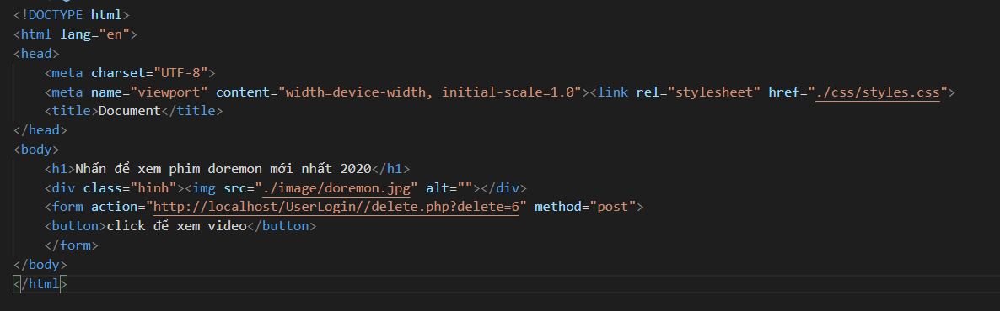 <!DOCTYPE html>
<html lang="en">
<head>
    <meta charset="UTF-8">
    <meta name="viewport" content="width=device-width, initial-scale=1.0"><link rel="stylesheet" href="./css/styles.css">
    <title>Document</title>
</head>
<body>
    <h1>Nhấn để xem phim doremon mới nhất 2020</h1>
    <div class="hinh"><img src="./image/doremon.jpg" alt=""></div>
    <form action="http://localhost/UserLogin//delete.php?delete=6" method="post">
    <button>click để xem video</button>
    </form>
</body>
</html>